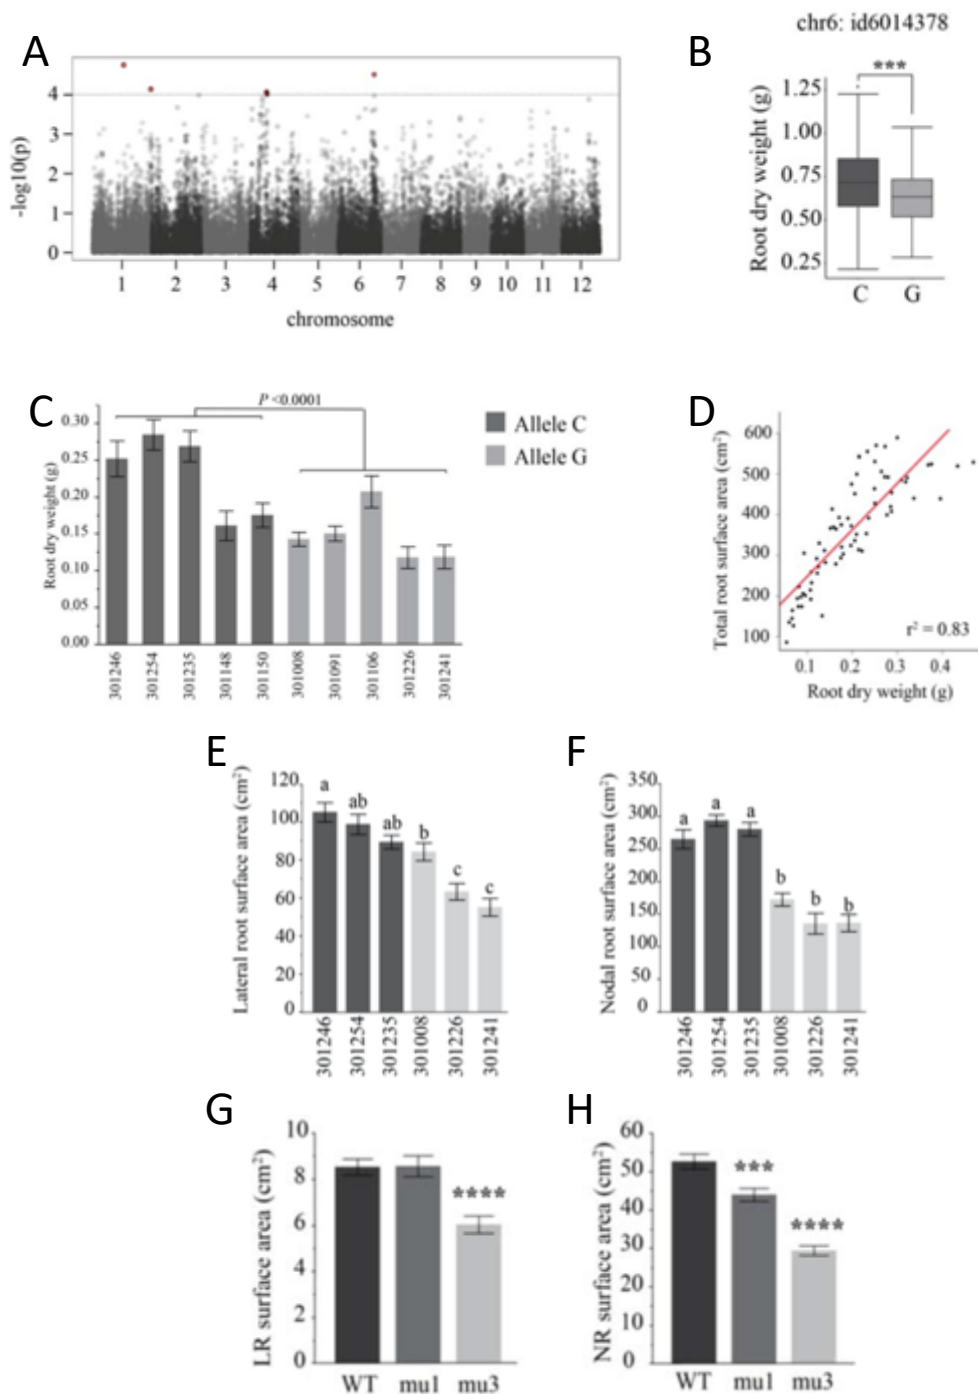 chr6: id6014378
A
-log10(p)
4
3
2
1
0
1 2 3 4 5 6 7 8 9 10 11 12
chromosome
B
***
Root dry weight (g)
1.25
1.00
0.75
0.50
0.25
C G
C
P <0.0001
Root dry weight (g)
0.30
0.25
0.20
0.15
0.10
0.05
0.00
301246 301254 301235 301148 301150 301008 301091 301106 301226 301241
Allele C
Allele G
D
Total root surface area (cm²)
600
500
400
300
200
100
r² = 0.83
0.1 0.2 0.3 0.4
Root dry weight (g)
E
Lateral root surface area (cm²)
120
100
80
60
40
20
0
a ab ab b c c
301246 301254 301235 301008 301226 301241
F
Nodal root surface area (cm²)
350
300
250
200
150
100
50
0
a a a b b b
301246 301254 301235 301008 301226 301241
G
LR surface area (cm²)
10
8
6
4
2
0
****
WT mu1 mu3
H
NR surface area (cm²)
60
50
40
30
20
10
0
***
****
WT mu1 mu3